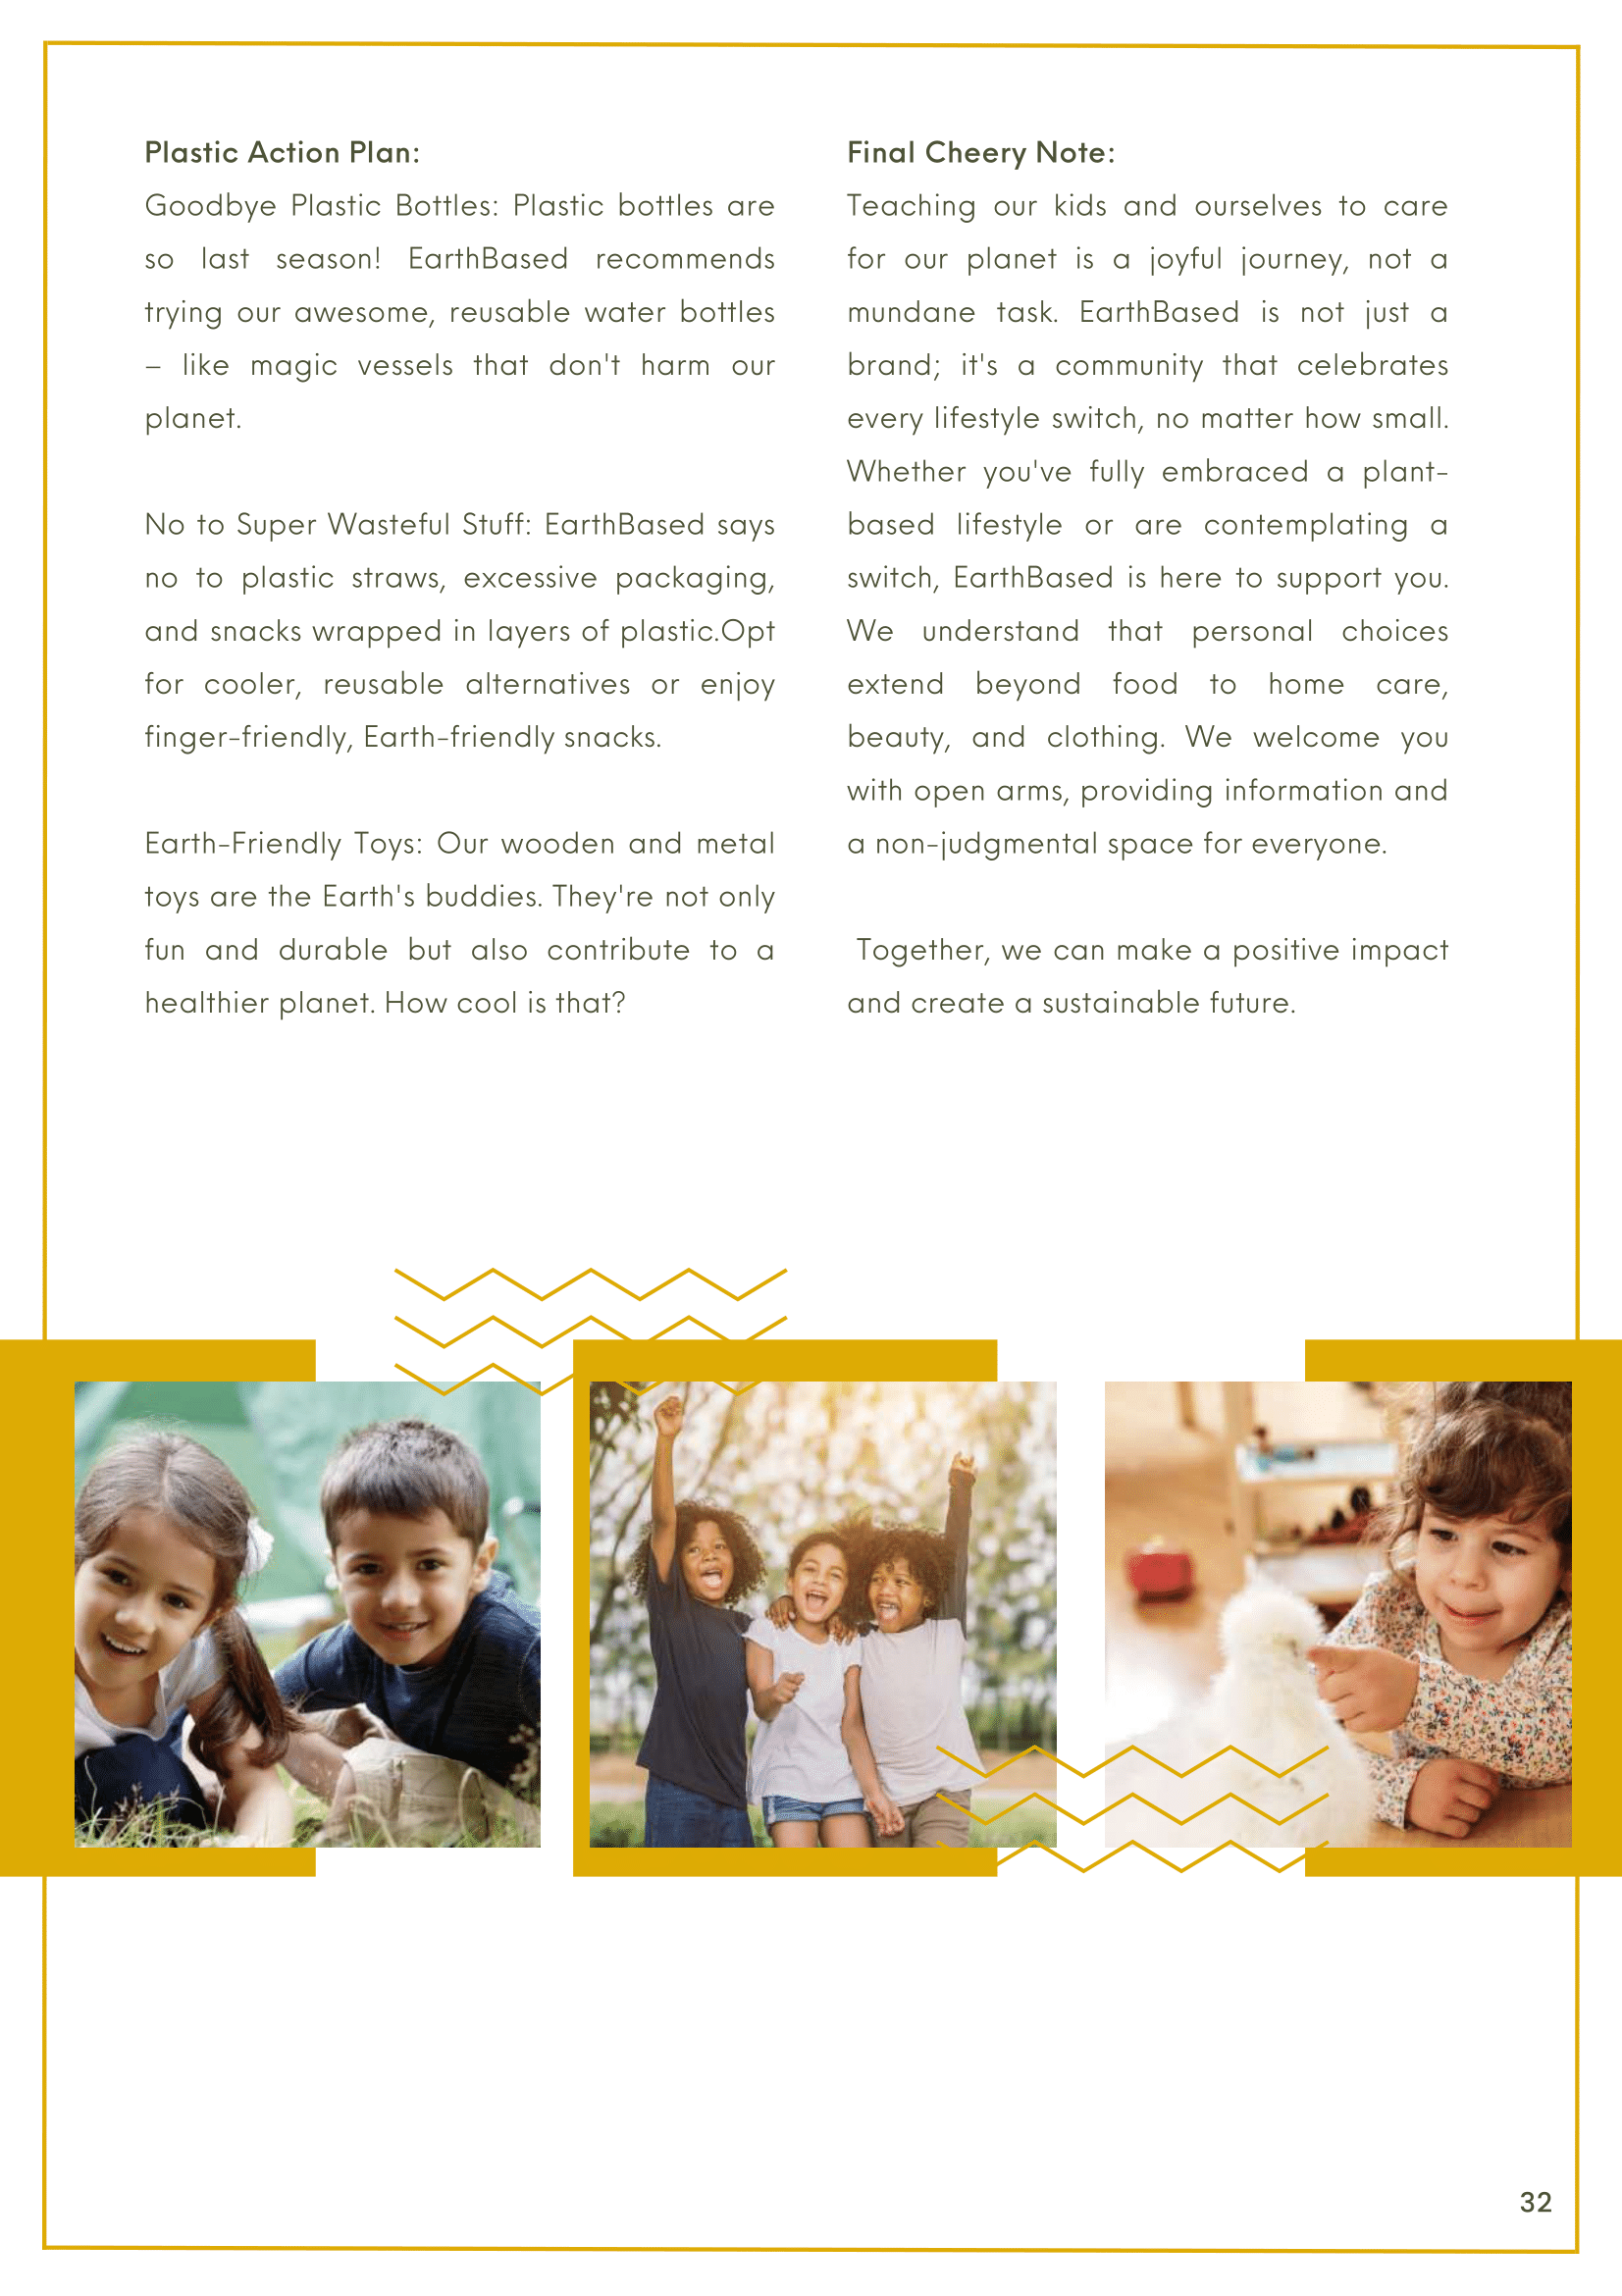 Plastic Action Plan:
Goodbye Plastic Bottles: Plastic bottles are
so last season! EarthBased recommends
trying our awesome, reusable water bottles
– like magic vessels that don't harm our
planet.
No to Super Wasteful Stuff: EarthBased says
no to plastic straws, excessive packaging,
and snacks wrapped in layers of plastic.Opt
for cooler, reusable alternatives or enjoy
finger-friendly, Earth-friendly snacks.
Earth-Friendly Toys: Our wooden and metal
toys are the Earth's buddies. They're not only
fun and durable but also contribute to a
healthier planet. How cool is that?
Final Cheery Note:
Teaching our kids and ourselves to care
for our planet is a joyful journey, not a
mundane task. EarthBased is not just a
brand; it's a community that celebrates
every lifestyle switch, no matter how small.
Whether you've fully embraced a plant-
based lifestyle or are contemplating a
switch, EarthBased is here to support you.
We understand that personal choices
extend beyond food to home care,
beauty, and clothing. We welcome you
with open arms, providing information and
a non-judgmental space for everyone.
Together, we can make a positive impact
and create a sustainable future.
32